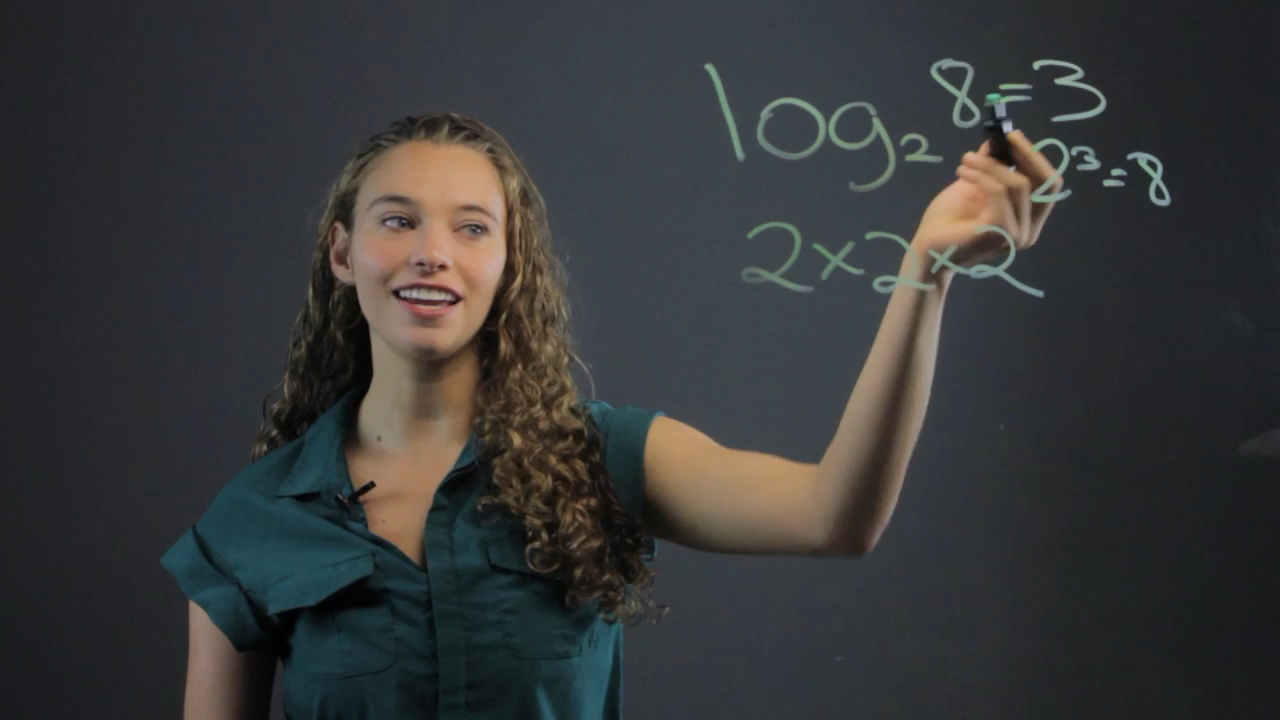 log₂ 8 = 3
2³ = 8
2 × 2 × 2